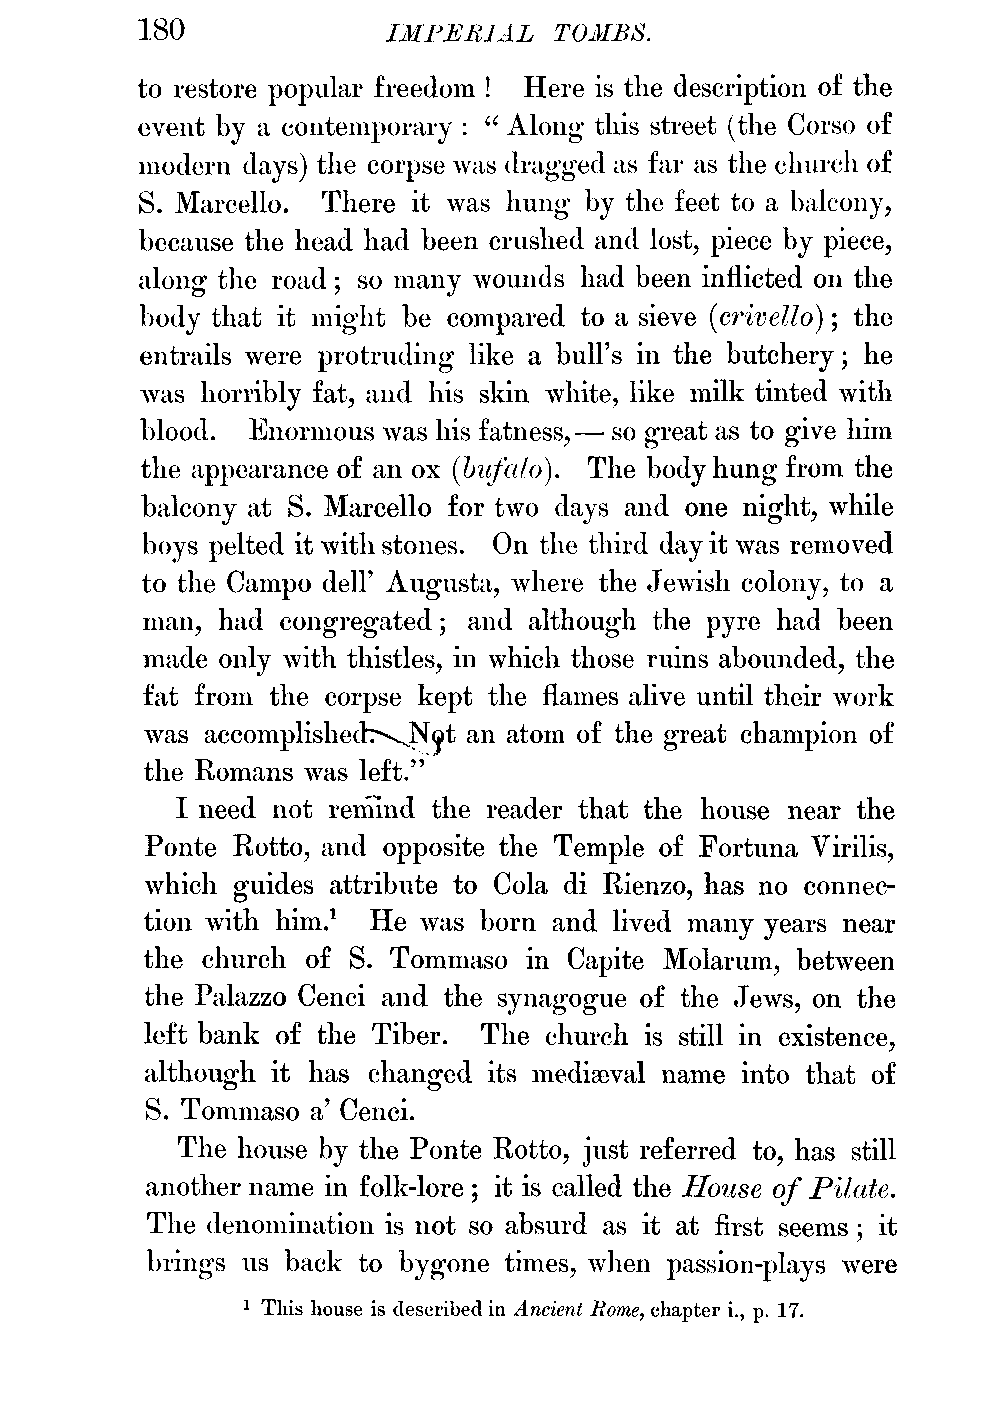 180 IMPERIAL TOMBS.
to restore popular freedom ! Here is the description of the
event by a contemporary : “ Along this street (the Corso of
modern days) the corpse was dragged as far as the church of
S. Marcello. There it was hung by the feet to a balcony,
because the head had been crushed and lost, piece by piece,
along the road ; so many wounds had been inflicted on the
body that it might be compared to a sieve (crivello) ; the
entrails were protruding like a bull’s in the butchery ; he
was horribly fat, and his skin white, like milk tinted with
blood. Enormous was his fatness,— so great as to give him
the appearance of an ox (bufalo). The body hung from the
balcony at S. Marcello for two days and one night, while
boys pelted it with stones. On the third day it was removed
to the Campo dell’ Augusta, where the Jewish colony, to a
man, had congregated ; and although the pyre had been
made only with thistles, in which those ruins abounded, the
fat from the corpse kept the flames alive until their work
was accomplished. Not an atom of the great champion of
the Romans was left.”
I need not remind the reader that the house near the
Ponte Rotto, and opposite the Temple of Fortuna Virilis,
which guides attribute to Cola di Rienzo, has no connec-
tion with him.¹ He was born and lived many years near
the church of S. Tommaso in Capite Molarum, between
the Palazzo Cenci and the synagogue of the Jews, on the
left bank of the Tiber. The church is still in existence,
although it has changed its mediæval name into that of
S. Tommaso a’ Cenci.
The house by the Ponte Rotto, just referred to, has still
another name in folk-lore ; it is called the House of Pilate.
The denomination is not so absurd as it at first seems ; it
brings us back to bygone times, when passion-plays were
¹ This house is described in Ancient Rome, chapter i., p. 17.